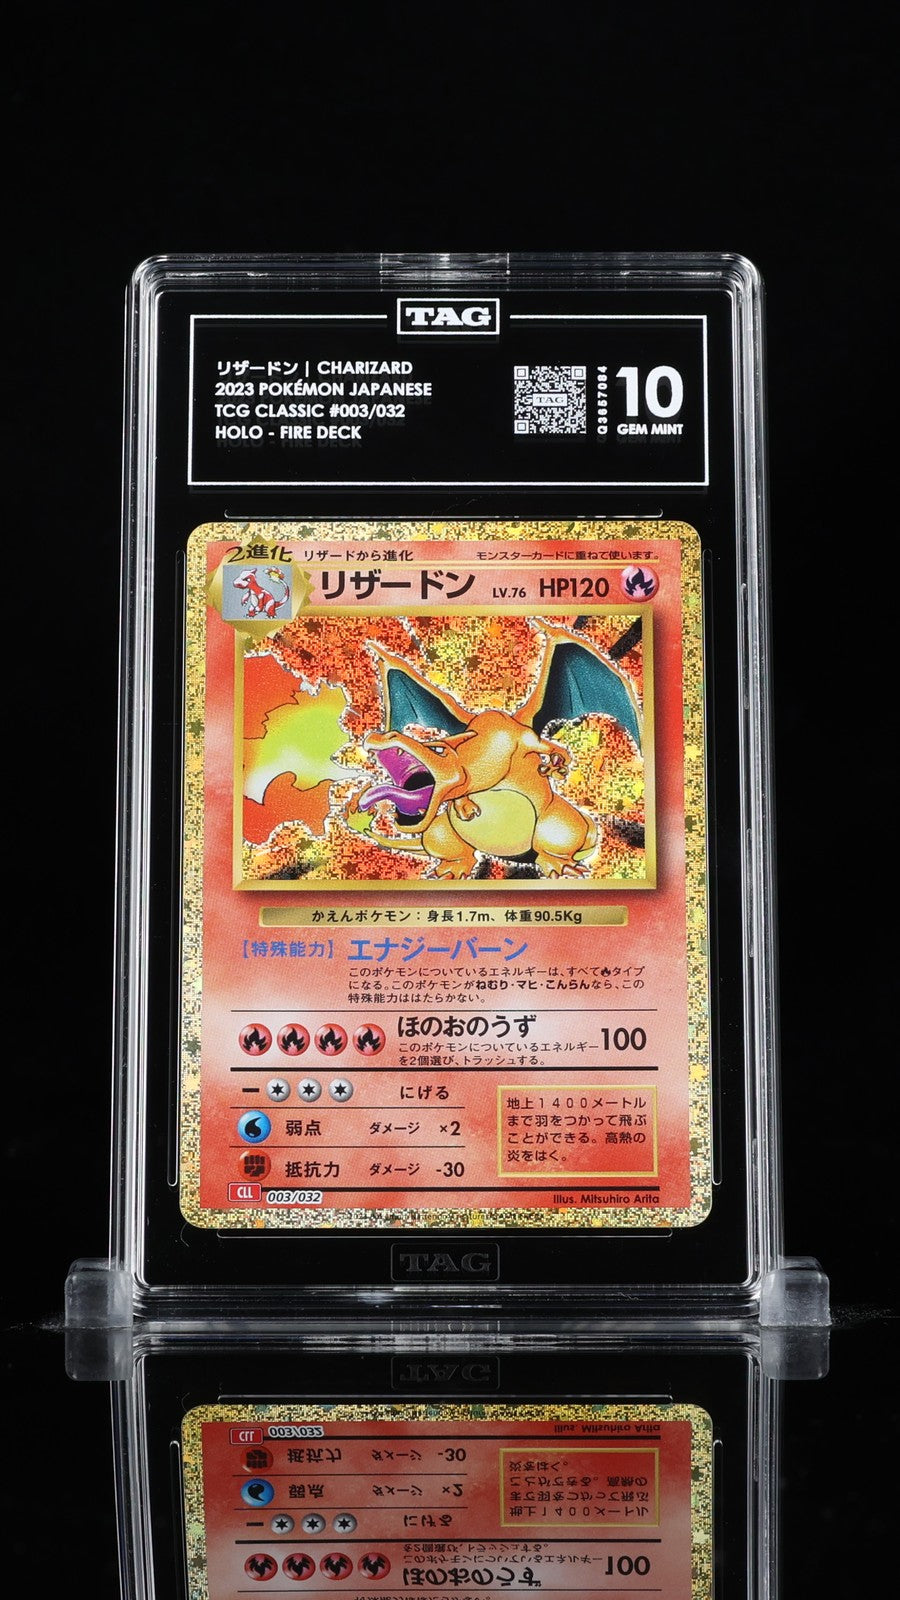 TAG
リザードン | CHARIZARD
2023 POKÉMON JAPANESE
TCG CLASSIC #003/032
HOLO - FIRE DECK
TAG
Q3657084
10
GEM MINT
2進化 リザードから進化 モンスターカードに重ねて使います。
リザードン LV.76 HP120
かえんポケモン：身長1.7m、体重90.5Kg
【特殊能力】 エナジーバーン
このポケモンについているエネルギーは、すべてタイプ
になる。このポケモンがねむり・マヒ・こんらんなら、この
特殊能力ははたらかない。
ほのおのうず 100
このポケモンについているエネルギー
を2個選び、トラッシュする。
にげる
弱点 ダメージ ×2
抵抗力 ダメージ -30
地上１４００メートル
まで羽をつかって飛ぶ
ことができる。高熱の
炎をはく。
CLL 003/032 Illus. Mitsuhiro Arita
TAG